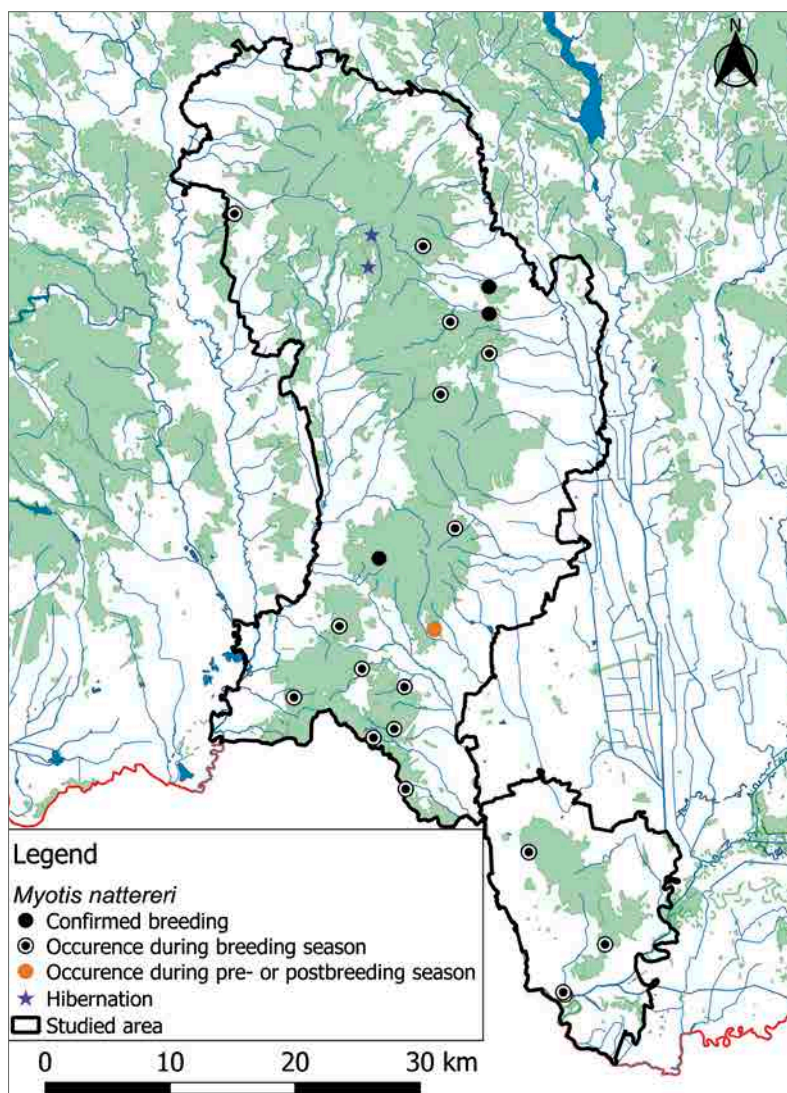 N
Legend
Myotis nattereri
Confirmed breeding
Occurence during breeding season
Occurence during pre- or postbreeding season
Hibernation
Studied area
0 10 20 30 km